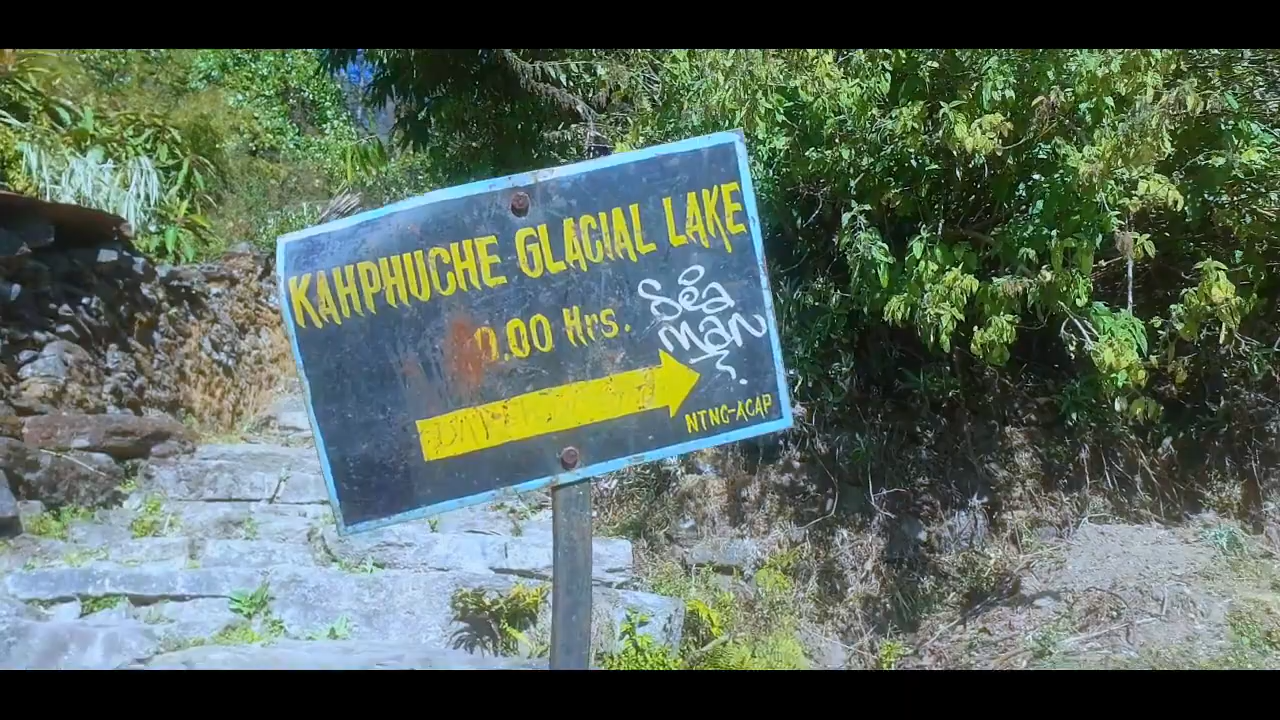 KAHPHUCHE GLACIAL LAKE
0.00 Hrs.
Sea
man
NTNC-ACAP